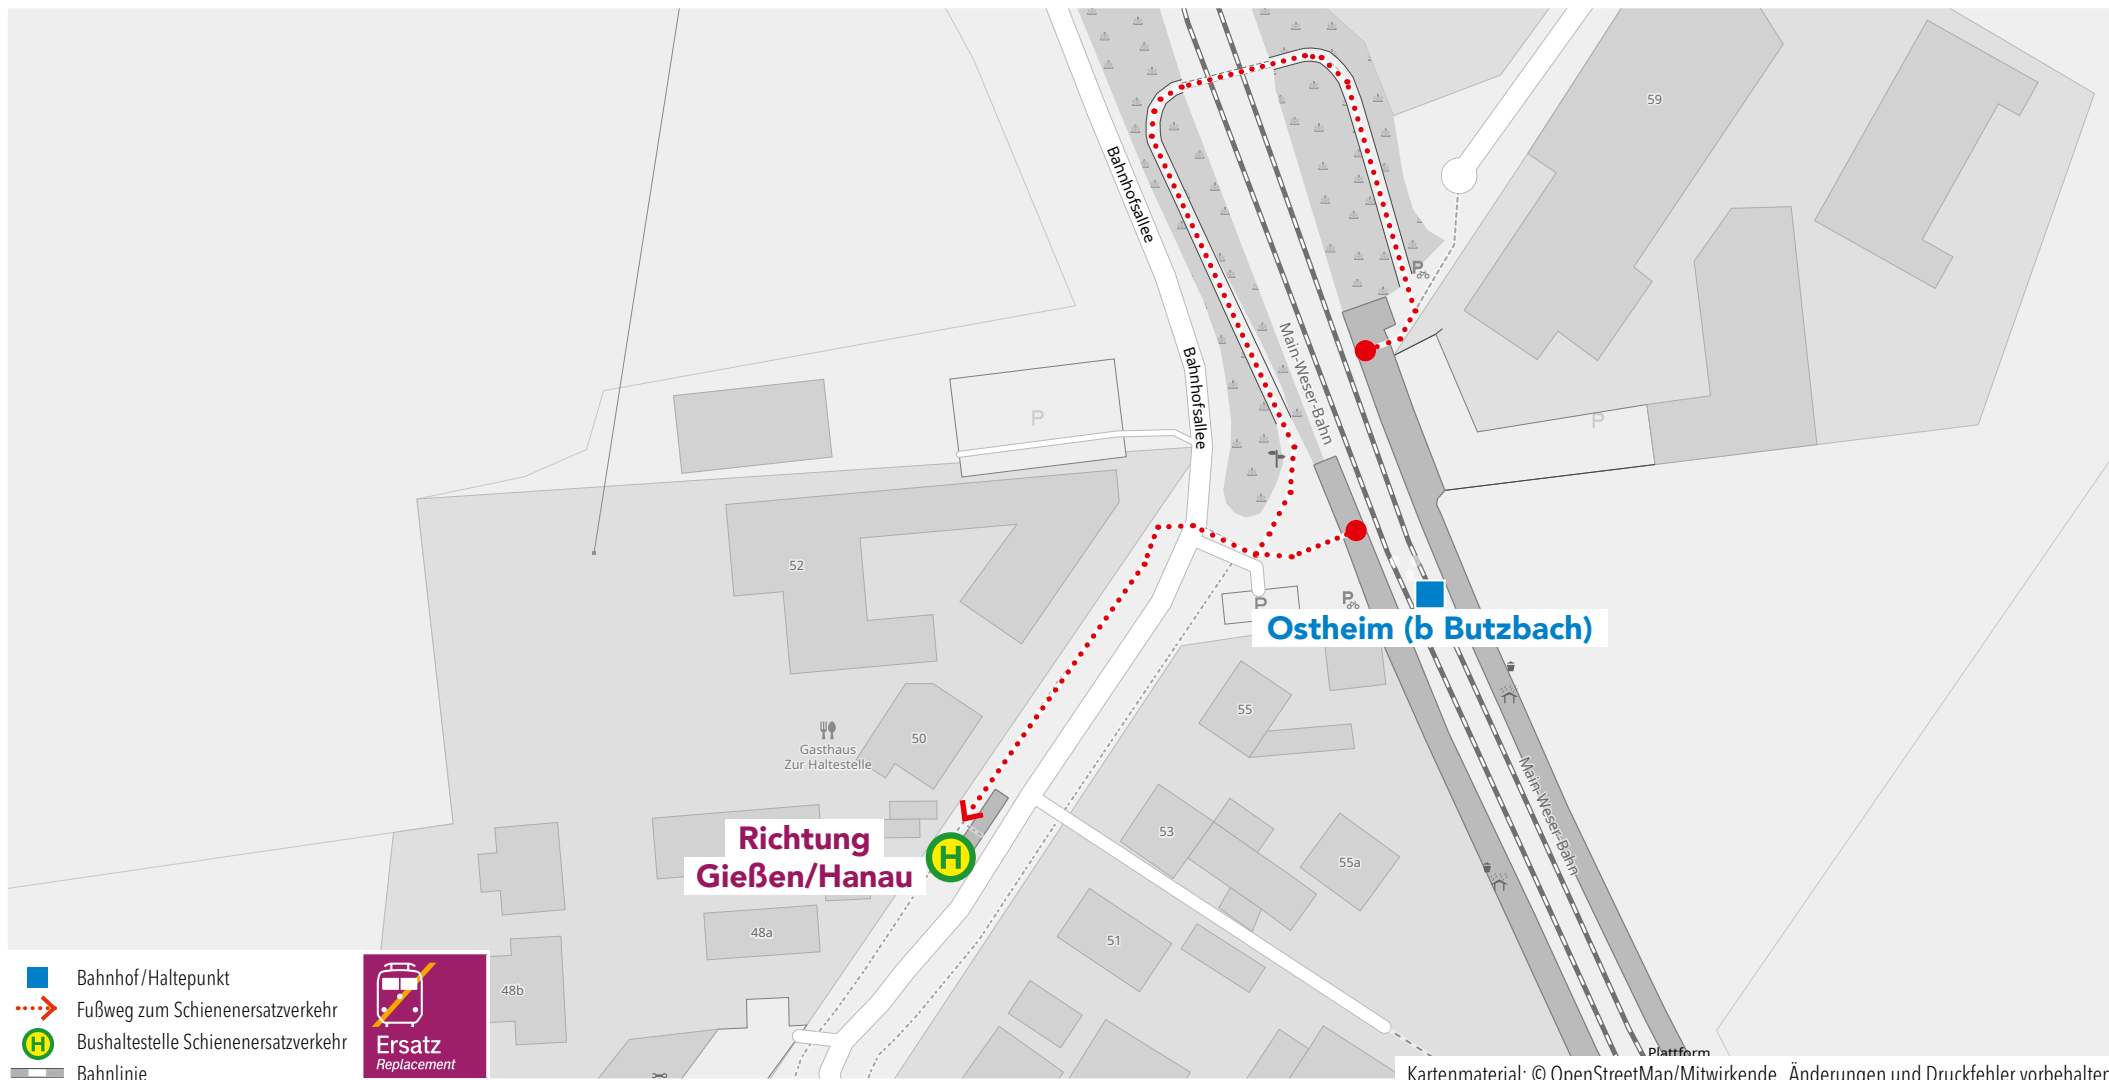 59
Bahnhofsallee
Bahnhofsallee
Main-Weser-Bahn
P
P
P
P
P
52
Ostheim (b Butzbach)
55
50
Gasthaus
Zur Haltestelle
Main-Weser-Bahn
53
55a
Richtung
Gießen/Hanau
H
51
48a
48b
Bahnhof/Haltepunkt
Fußweg zum Schienenersatzverkehr
H
Bushaltestelle Schienenersatzverkehr
Bahnlinie
Ersatz
Replacement
Plattform
Kartenmaterial: © OpenStreetMap/Mitwirkende. Änderungen und Druckfehler vorbehalten